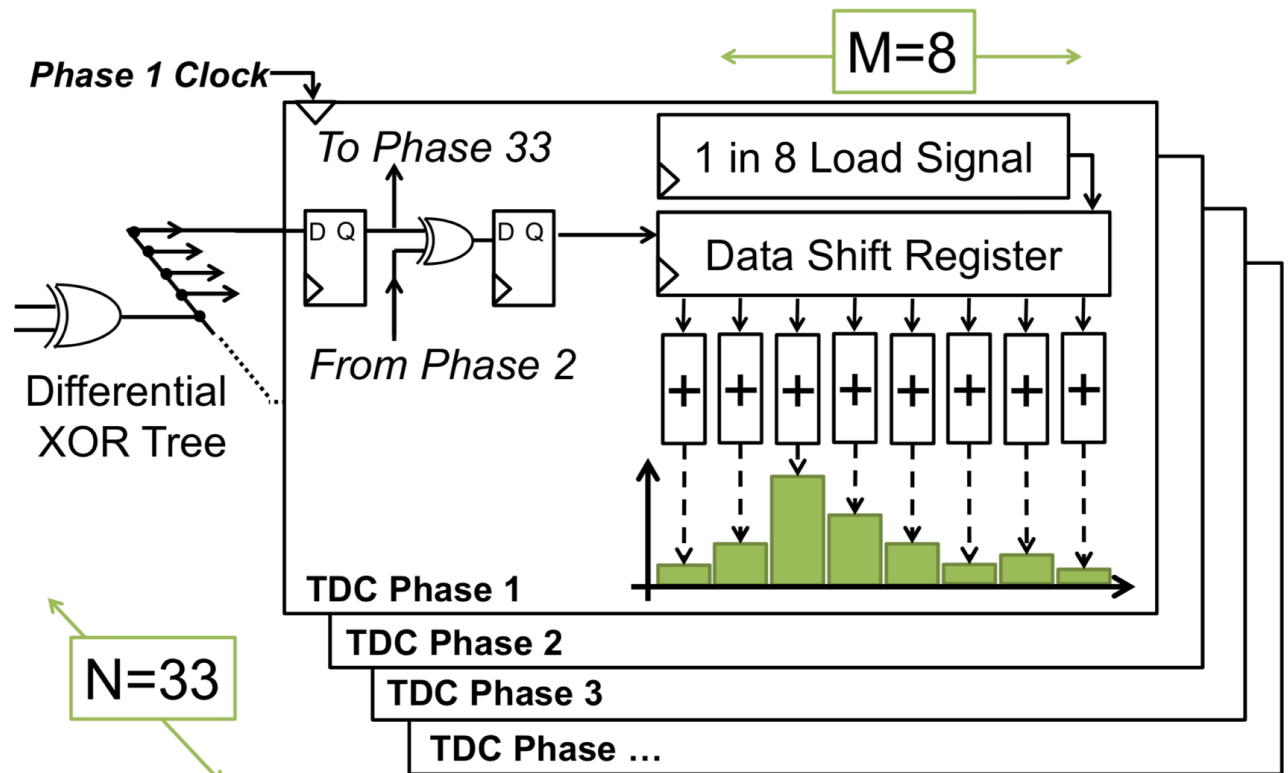 M=8
Phase 1 Clock
To Phase 33
1 in 8 Load Signal
D Q
D Q
Data Shift Register
From Phase 2
Differential
XOR Tree
+ + + + + + + +
TDC Phase 1
TDC Phase 2
N=33
TDC Phase 3
TDC Phase …